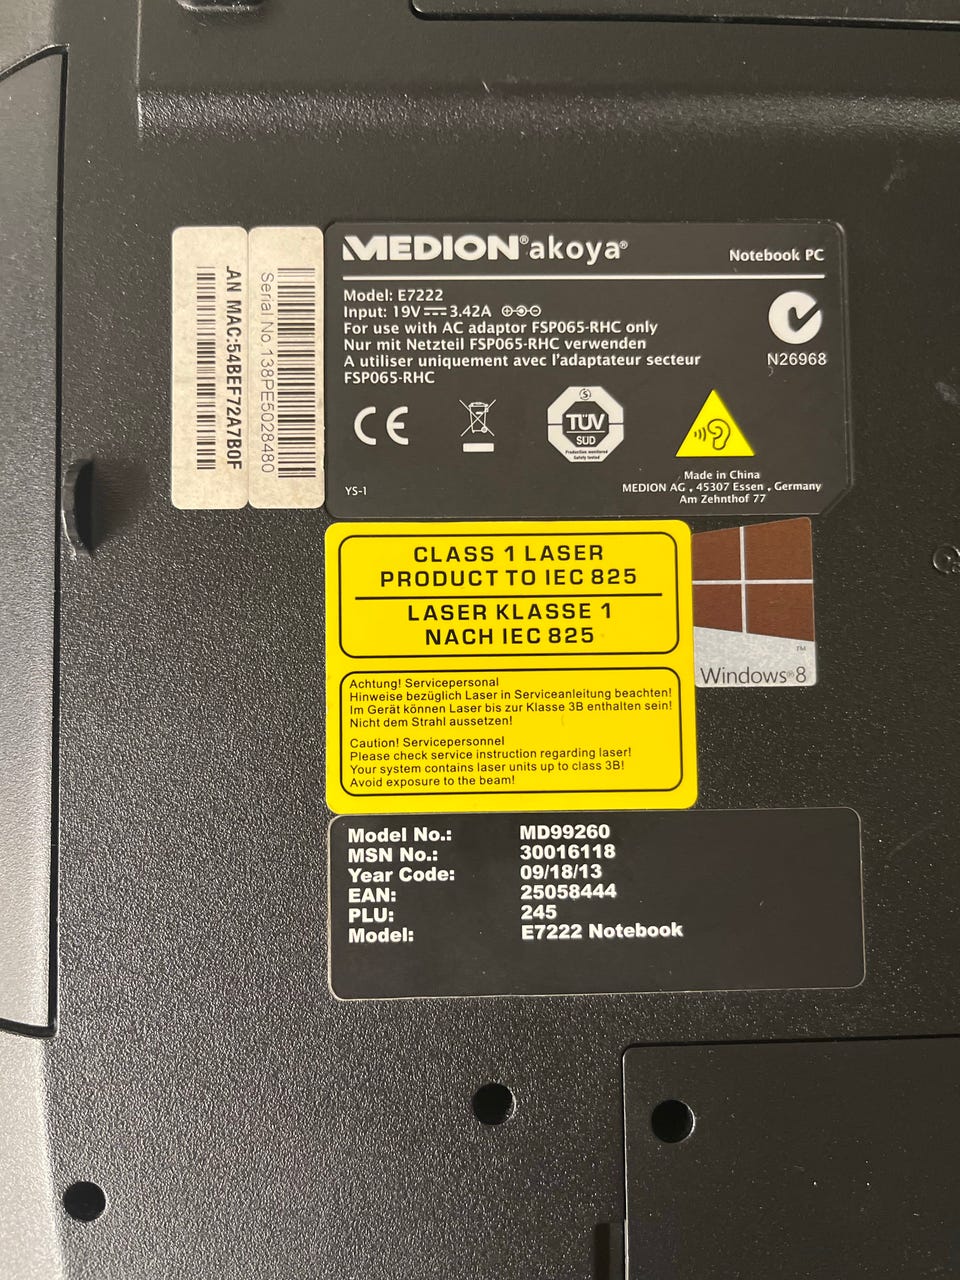 LAN MAC:54BEF72A7B0F
Serial No.138PE5028480
MEDION® akoya®
Notebook PC
Model: E7222
Input: 19V 3.42A
For use with AC adaptor FSP065-RHC only
Nur mit Netzteil FSP065-RHC verwenden
A utiliser uniquement avec l'adaptateur secteur
FSP065-RHC
N26968
CE
S
TÜV
SÜD
Production monitored
Safety tested
Made in China
MEDION AG , 45307 Essen , Germany
Am Zehnthof 77
YS-1
CLASS 1 LASER
PRODUCT TO IEC 825
LASER KLASSE 1
NACH IEC 825
Achtung! Servicepersonal
Hinweise bezüglich Laser in Serviceanleitung beachten!
Im Gerät können Laser bis zur Klasse 3B enthalten sein!
Nicht dem Strahl aussetzen!
Caution! Servicepersonnel
Please check service instruction regarding laser!
Your system contains laser units up to class 3B!
Avoid exposure to the beam!
TM
Windows®8
Model No.: MD99260
MSN No.: 30016118
Year Code: 09/18/13
EAN: 25058444
PLU: 245
Model: E7222 Notebook